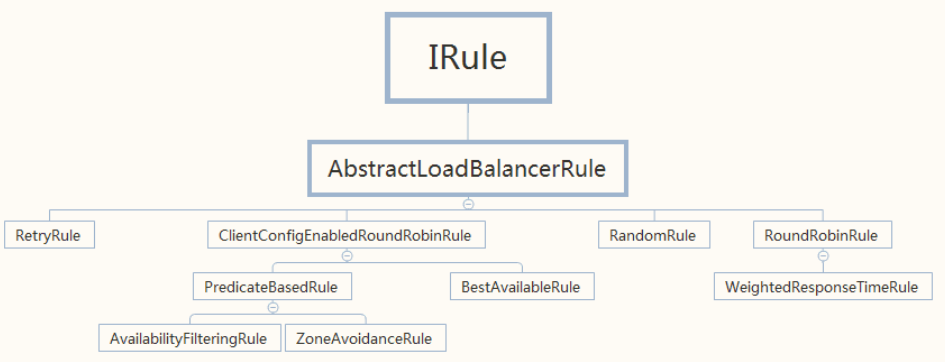 IRule
AbstractLoadBalancerRule
RetryRule
ClientConfigEnabledRoundRobinRule
RandomRule
RoundRobinRule
PredicateBasedRule
BestAvailableRule
WeightedResponseTimeRule
AvailabilityFilteringRule
ZoneAvoidanceRule